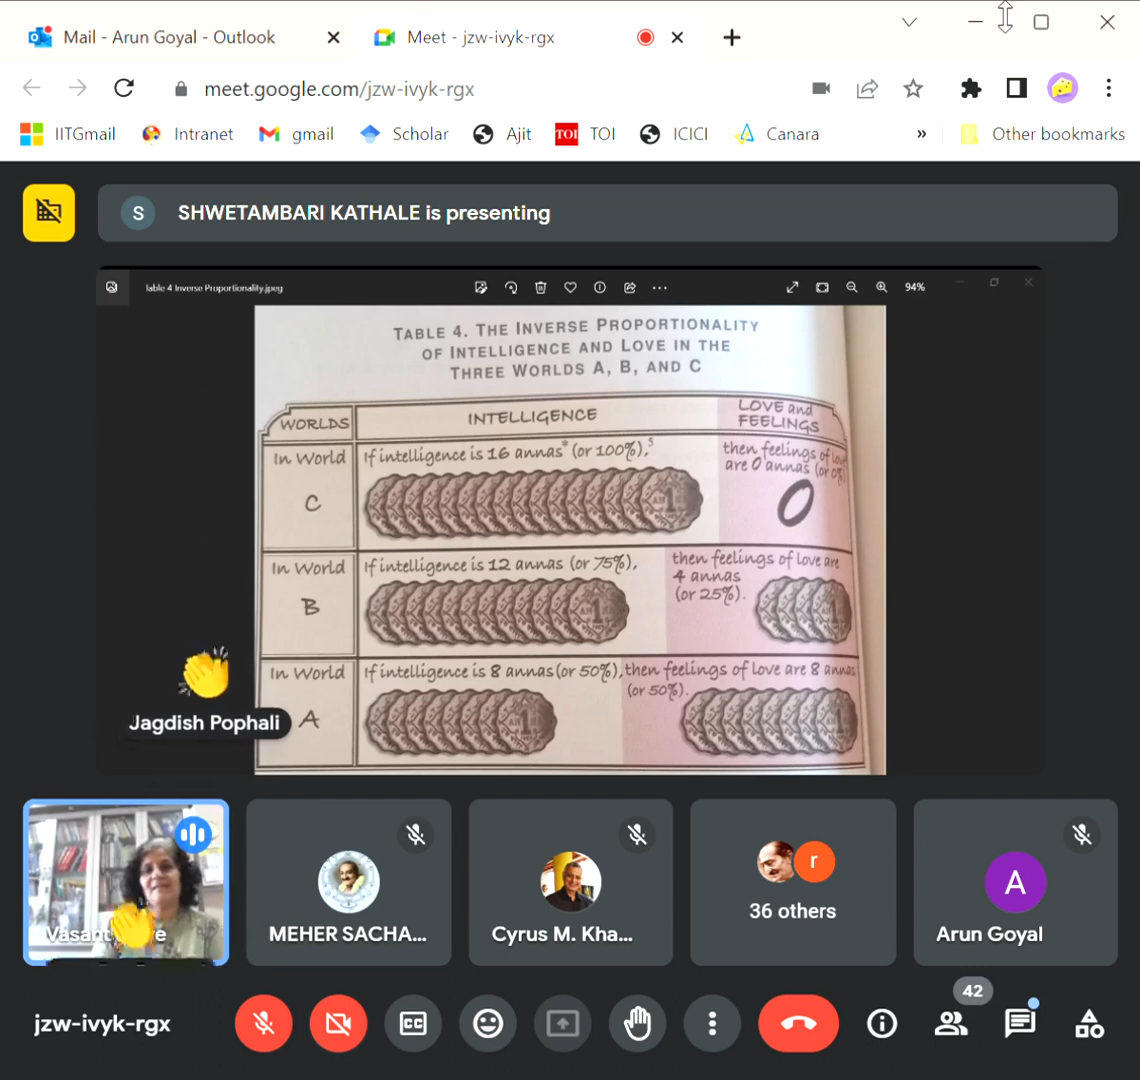 Mail - Arun Goyal - Outlook
Meet - jzw-ivyk-rgx
meet.google.com/jzw-ivyk-rgx
IITGmail
Intranet
gmail
Scholar
Ajit
TOI
TOI
ICICI
Canara
»
Other bookmarks
S
SHWETAMBARI KATHALE is presenting
Table 4 Inverse Proportionality.jpeg
94%
TABLE 4. THE INVERSE PROPORTIONALITY
OF INTELLIGENCE AND LOVE IN THE
THREE WORLDS A, B, AND C
WORLDS
INTELLIGENCE
LOVE and
FEELINGS
In World
C
If intelligence is 16 annas* (or 100%),5
then feelings of love
are 0 annas (or 0%
0
In World
B
If intelligence is 12 annas (or 75%),
then feelings of love are
4 annas
(or 25%).
In World
A
If intelligence is 8 annas (or 50%),
then feelings of love are 8 annas
(or 50%).
Jagdish Pophali
MEHER SACHA...
Cyrus M. Kha...
r
36 others
A
Arun Goyal
jzw-ivyk-rgx
CC
42